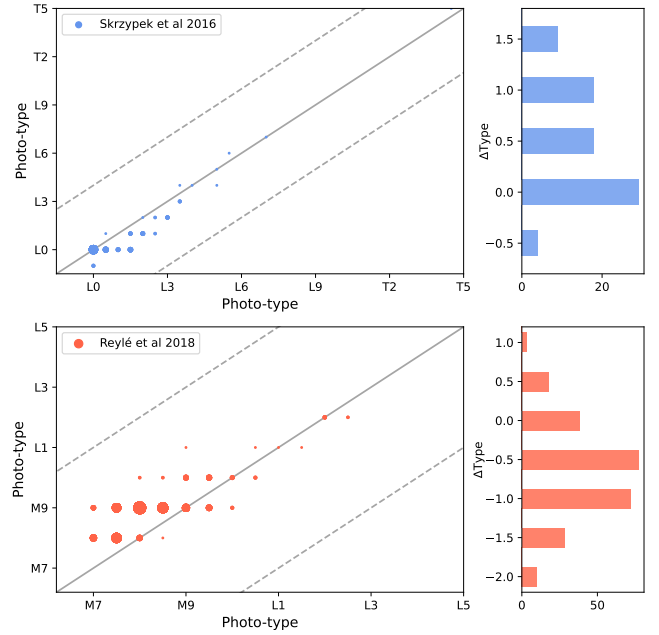 T5
T2
L9
L6
L3
L0
Photo-type
Skrzypek et al 2016
L0 L3 L6 L9 T2 T5
Photo-type
1.5
1.0
0.5
0.0
−0.5
ΔType
0 20
L5
L3
L1
M9
M7
Photo-type
Reylé et al 2018
M7 M9 L1 L3 L5
Photo-type
1.0
0.5
0.0
−0.5
−1.0
−1.5
−2.0
ΔType
0 50